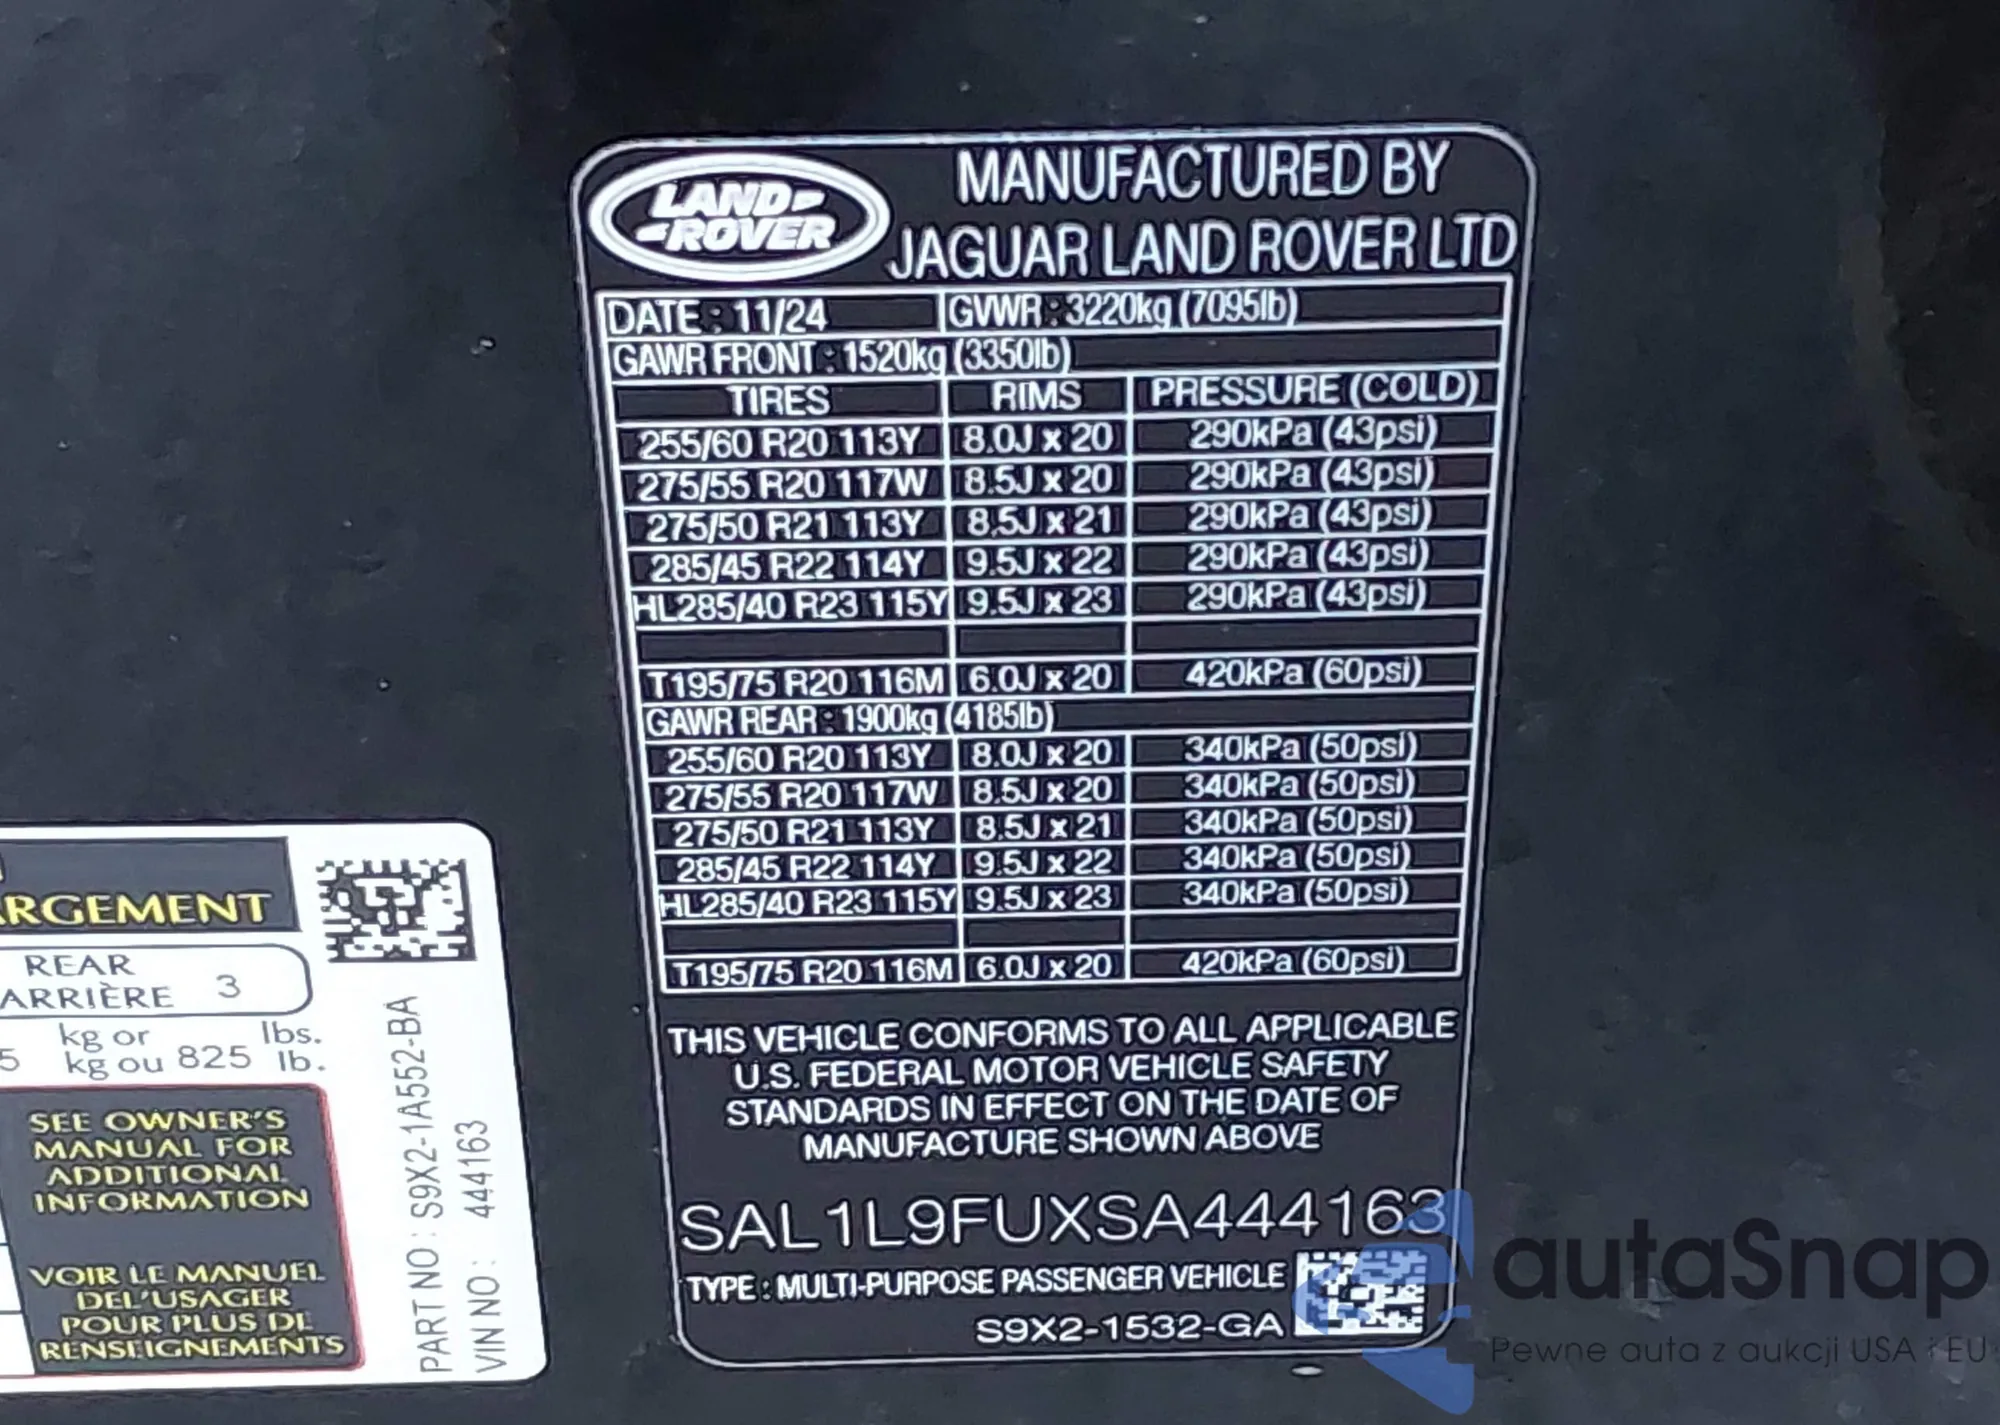 LAND ROVER
MANUFACTURED BY
JAGUAR LAND ROVER LTD
DATE : 11/24 GVWR : 3220kg (7095lb)
GAWR FRONT : 1520kg (3350lb)
TIRES RIMS PRESSURE (COLD)
255/60 R20 113Y 8.0J x 20 290kPa (43psi)
275/55 R20 117W 8.5J x 20 290kPa (43psi)
275/50 R21 113Y 8.5J x 21 290kPa (43psi)
285/45 R22 114Y 9.5J x 22 290kPa (43psi)
HL285/40 R23 115Y 9.5J x 23 290kPa (43psi)
T195/75 R20 116M 6.0J x 20 420kPa (60psi)
GAWR REAR : 1900kg (4185lb)
255/60 R20 113Y 8.0J x 20 340kPa (50psi)
275/55 R20 117W 8.5J x 20 340kPa (50psi)
275/50 R21 113Y 8.5J x 21 340kPa (50psi)
285/45 R22 114Y 9.5J x 22 340kPa (50psi)
HL285/40 R23 115Y 9.5J x 23 340kPa (50psi)
T195/75 R20 116M 6.0J x 20 420kPa (60psi)
THIS VEHICLE CONFORMS TO ALL APPLICABLE
U.S. FEDERAL MOTOR VEHICLE SAFETY
STANDARDS IN EFFECT ON THE DATE OF
MANUFACTURE SHOWN ABOVE
SAL1L9FUXSA444163
TYPE : MULTI-PURPOSE PASSENGER VEHICLE
S9X2-1532-GA
RGEMENT
REAR
ARRIÈRE 3
kg or lbs.
5 kg ou 825 lb.
SEE OWNER'S
MANUAL FOR
ADDITIONAL
INFORMATION
VOIR LE MANUEL
DEL'USAGER
POUR PLUS DE
RENSEIGNEMENTS
PART NO : S9X2-1A552-BA
VIN NO : 444163
autaSnap
Pewne auta z aukcji USA i EU